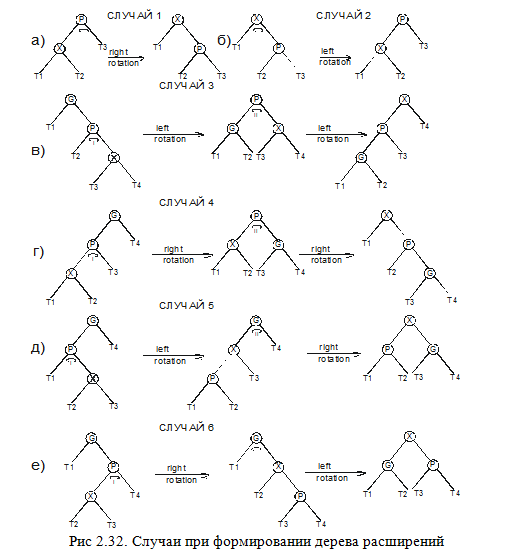 СЛУЧАЙ 1
СЛУЧАЙ 2
а)
P
X
T3
T1
T2
right
rotation
X
T1
P
T2
T3
б)
X
T1
P
T2
T3
left
rotation
P
X
T3
T1
T2
СЛУЧАЙ 3
в)
G
T1
P
T2
X
T3
T4
left
rotation
P
G
X
T1
T2
T3
T4
left
rotation
X
P
T4
G
T3
T1
T2
СЛУЧАЙ 4
г)
G
P
T4
X
T3
T1
T2
right
rotation
P
X
G
T1
T2
T3
T4
right
rotation
X
T1
P
T2
G
T3
T4
СЛУЧАЙ 5
д)
G
P
T4
T1
X
T2
T3
left
rotation
G
X
T4
P
T3
T1
T2
right
rotation
X
P
G
T1
T2
T3
T4
СЛУЧАЙ 6
е)
G
T1
P
X
T4
T2
T3
right
rotation
G
T1
X
T2
P
T3
T4
left
rotation
X
G
P
T1
T2
T3
T4
Рис 2.32. Случаи при формировании дерева расширений